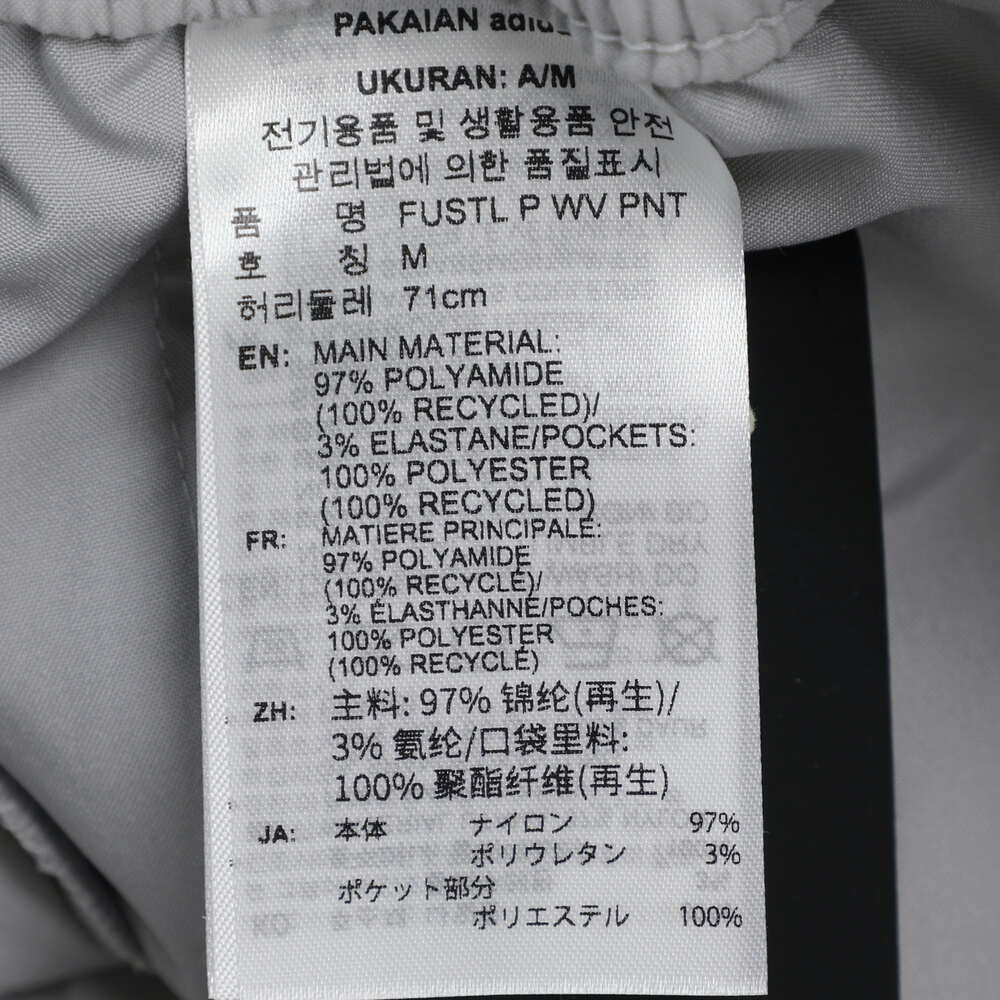 PAKAIAN
UKURAN: A/M
전기용품 및 생활용품 안전
관리법에 의한 품질표시
품 명 FUSTL P WV PNT
호 칭 M
허리둘레 71cm
EN: MAIN MATERIAL:
97% POLYAMIDE
(100% RECYCLED)/
3% ELASTANE/POCKETS:
100% POLYESTER
(100% RECYCLED)
FR: MATIERE PRINCIPALE:
97% POLYAMIDE
(100% RECYCLÉ)/
3% ÉLASTHANNE/POCHES:
100% POLYESTER
(100% RECYCLÉ)
ZH: 主料: 97% 锦纶(再生)/
3% 氨纶/口袋里料:
100% 聚酯纤维(再生)
JA: 本体 ナイロン 97%
ポリウレタン 3%
ポケット部分
ポリエステル 100%